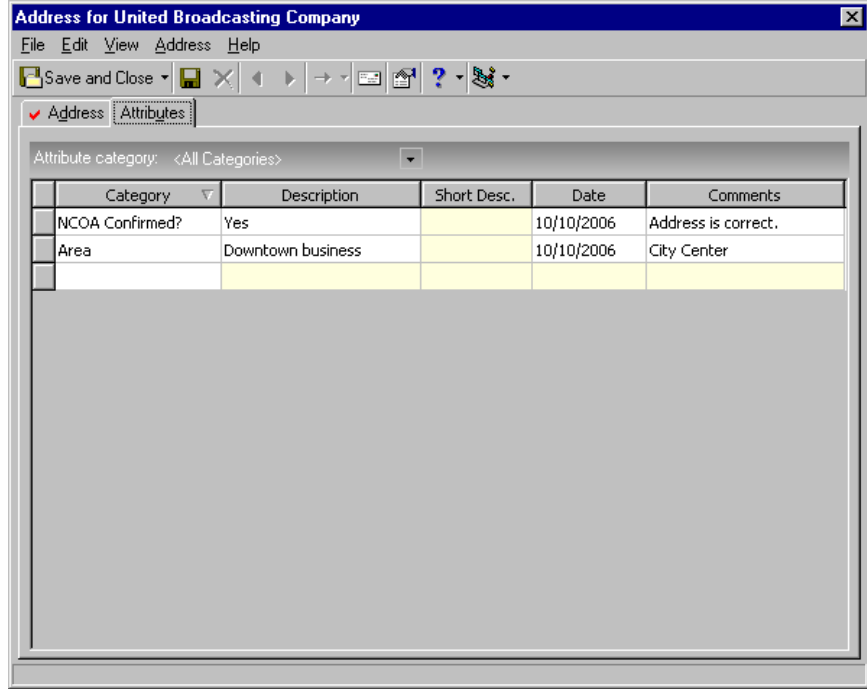 Address for United Broadcasting Company
File Edit View Address Help
Save and Close
Address Attributes
Attribute category: <All Categories>
Category Description Short Desc. Date Comments
NCOA Confirmed? Yes 10/10/2006 Address is correct.
Area Downtown business 10/10/2006 City Center